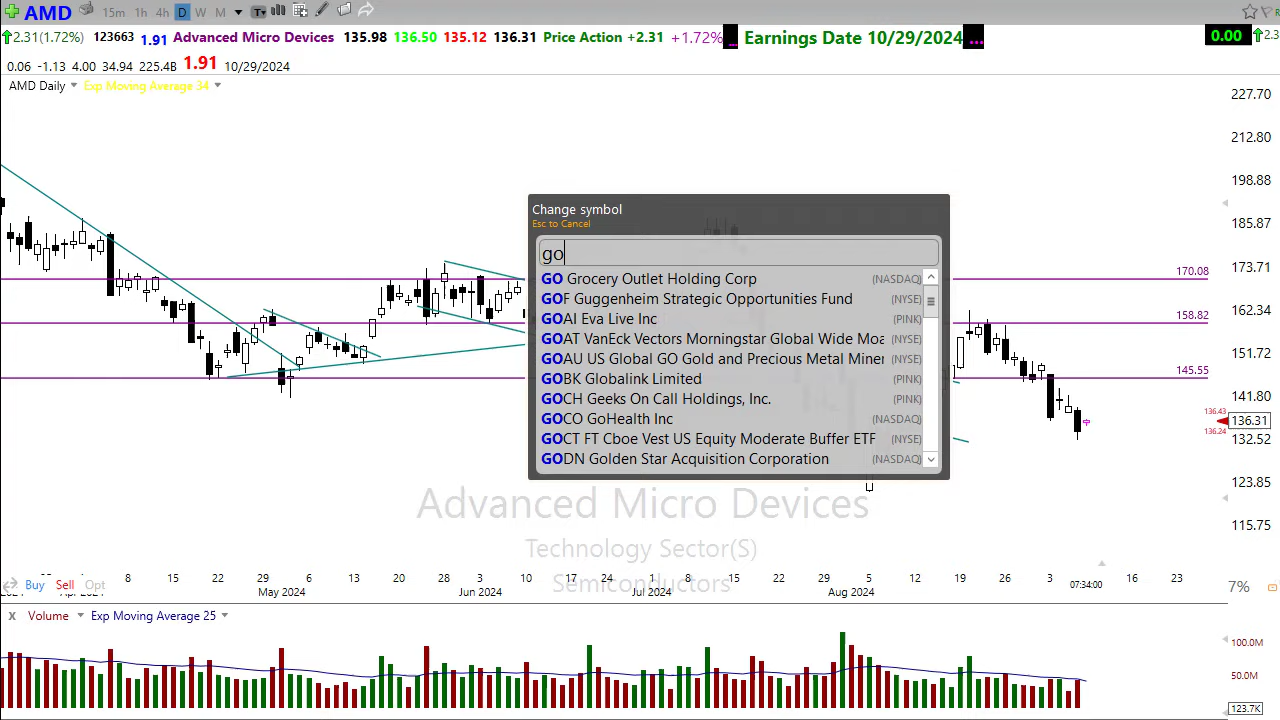 AMD 15m 1h 4h D W M T
2.31(1.72%) 123663 1.91 Advanced Micro Devices 135.98 136.50 135.12 136.31 Price Action +2.31 +1.72% ... Earnings Date 10/29/2024 ... 0.00 2.3
0.06 -1.13 4.00 34.94 225.4B 1.91 10/29/2024
AMD Daily Exp Moving Average 34
227.70
212.80
198.88
185.87
173.71
162.34
151.72
141.80
136.31
132.52
123.85
115.75
170.08
158.82
145.55
136.43
136.24
Change symbol
Esc to Cancel
go
GO Grocery Outlet Holding Corp (NASDAQ)
GOF Guggenheim Strategic Opportunities Fund (NYSE)
GOAI Eva Live Inc (PINK)
GOAT VanEck Vectors Morningstar Global Wide Moa (NYSE)
GOAU US Global GO Gold and Precious Metal Miner (NYSE)
GOBK Globalink Limited (PINK)
GOCH Geeks On Call Holdings, Inc. (PINK)
GOCO GoHealth Inc (NASDAQ)
GOCT FT Cboe Vest US Equity Moderate Buffer ETF (NYSE)
GODN Golden Star Acquisition Corporation (NASDAQ)
Advanced Micro Devices
Technology Sector(S)
Semiconductors
8 15 22 29 6 13 20 28 3 10 17 24 1 8 15 22 29 5 12 19 26 3 07:34:00 16 23
May 2024 Jun 2024 Jul 2024 Aug 2024
Buy Sell Opt
7%
x Volume Exp Moving Average 25
100.0M
50.0M
123.7K